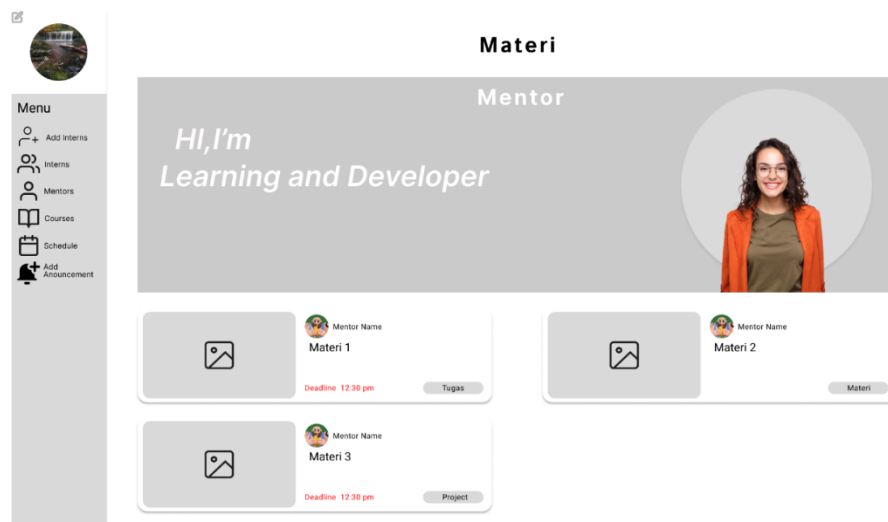 Materi
Menu
Add Interns
Interns
Mentors
Courses
Schedule
Add
Anouncement
Mentor
HI,I'm
Learning and Developer
Mentor Name
Materi 1
Deadline 12:30 pm
Tugas
Mentor Name
Materi 2
Materi
Mentor Name
Materi 3
Deadline 12:30 pm
Project